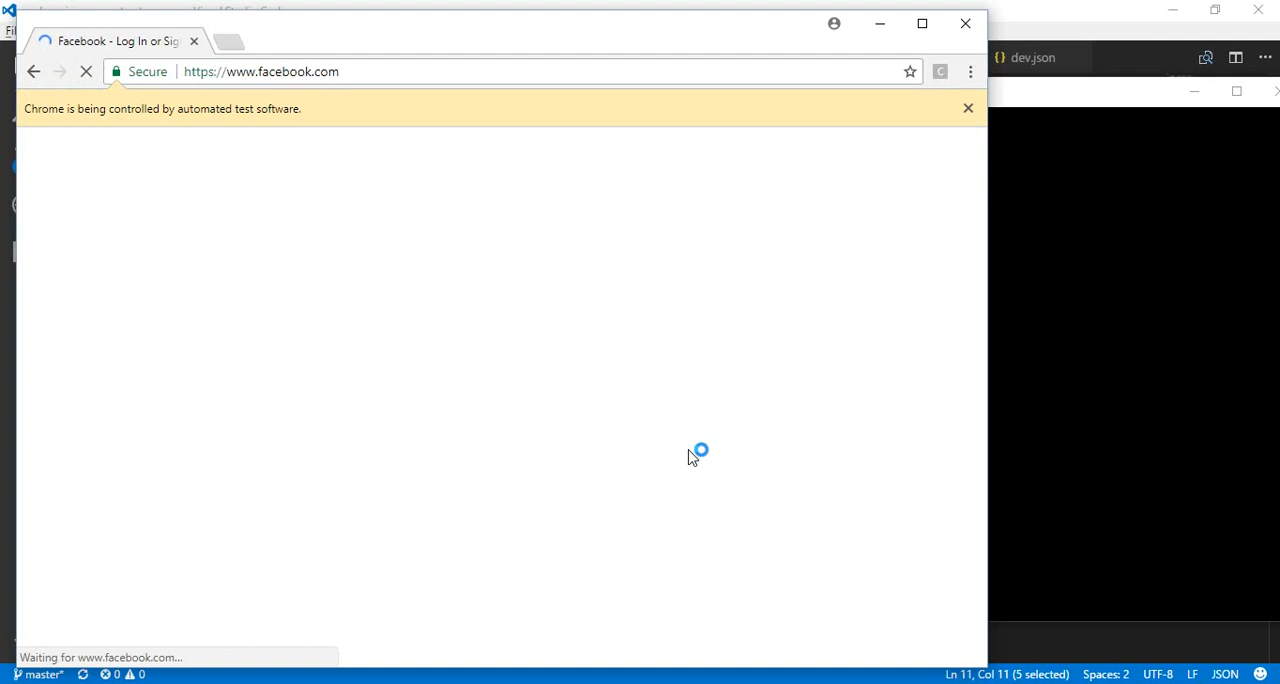 Facebook - Log In or Sig
Secure
https://www.facebook.com
C
Chrome is being controlled by automated test software.
{} dev.json
Waiting for www.facebook.com...
master*
0
0
Ln 11, Col 11 (5 selected)
Spaces: 2
UTF-8
LF
JSON